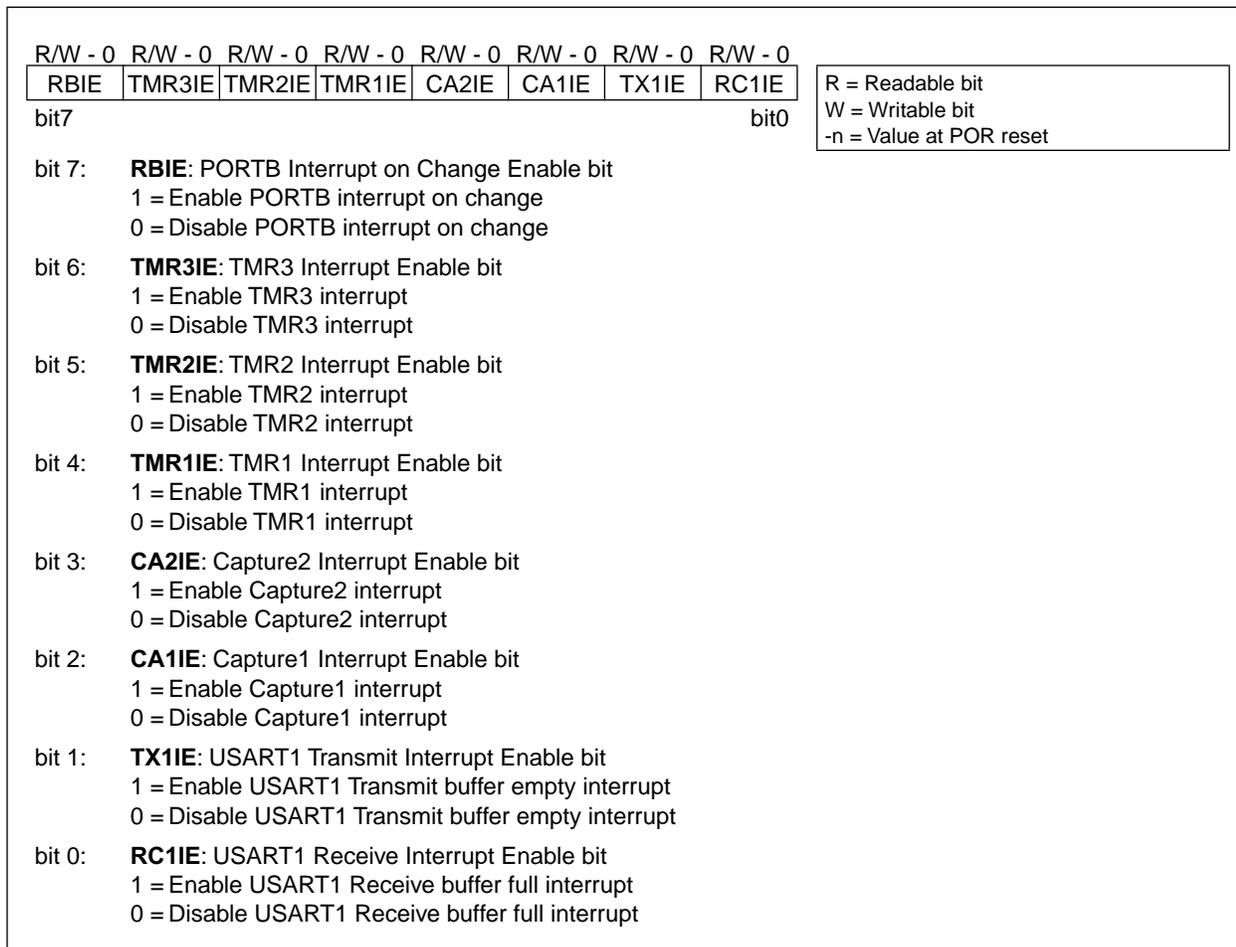 R/W - 0 R/W - 0 R/W - 0 R/W - 0 R/W - 0 R/W - 0 R/W - 0 R/W - 0
RBIE TMR3IE TMR2IE TMR1IE CA2IE CA1IE TX1IE RC1IE
bit7 bit0
R = Readable bit
W = Writable bit
-n = Value at POR reset
bit 7: RBIE: PORTB Interrupt on Change Enable bit
1 = Enable PORTB interrupt on change
0 = Disable PORTB interrupt on change
bit 6: TMR3IE: TMR3 Interrupt Enable bit
1 = Enable TMR3 interrupt
0 = Disable TMR3 interrupt
bit 5: TMR2IE: TMR2 Interrupt Enable bit
1 = Enable TMR2 interrupt
0 = Disable TMR2 interrupt
bit 4: TMR1IE: TMR1 Interrupt Enable bit
1 = Enable TMR1 interrupt
0 = Disable TMR1 interrupt
bit 3: CA2IE: Capture2 Interrupt Enable bit
1 = Enable Capture2 interrupt
0 = Disable Capture2 interrupt
bit 2: CA1IE: Capture1 Interrupt Enable bit
1 = Enable Capture1 interrupt
0 = Disable Capture1 interrupt
bit 1: TX1IE: USART1 Transmit Interrupt Enable bit
1 = Enable USART1 Transmit buffer empty interrupt
0 = Disable USART1 Transmit buffer empty interrupt
bit 0: RC1IE: USART1 Receive Interrupt Enable bit
1 = Enable USART1 Receive buffer full interrupt
0 = Disable USART1 Receive buffer full interrupt